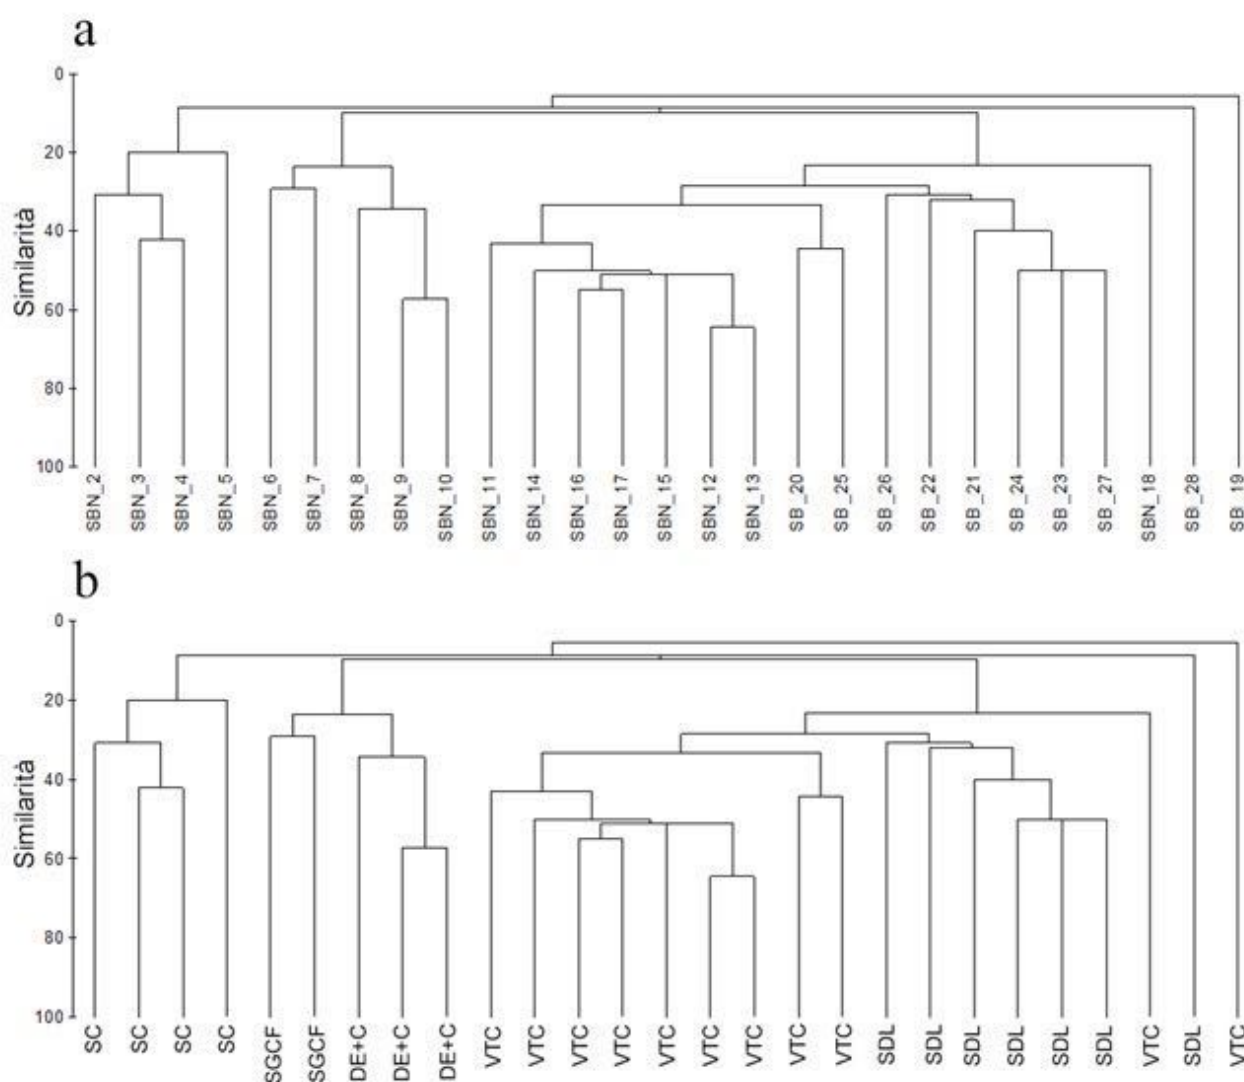 a
0
20
40
60
80
100
Similarità
SBN_2
SBN_3
SBN_4
SBN_5
SBN_6
SBN_7
SBN_8
SBN_9
SBN_10
SBN_11
SBN_14
SBN_16
SBN_17
SBN_15
SBN_12
SBN_13
SB_20
SB_25
SB_26
SB_22
SB_21
SB_24
SB_23
SB_27
SBN_18
SB_28
SB_19
b
0
20
40
60
80
100
Similarità
SC
SC
SC
SC
SGCF
SGCF
DE+C
DE+C
DE+C
VTC
VTC
VTC
VTC
VTC
VTC
VTC
VTC
VTC
SDL
SDL
SDL
SDL
SDL
SDL
VTC
SDL
VTC